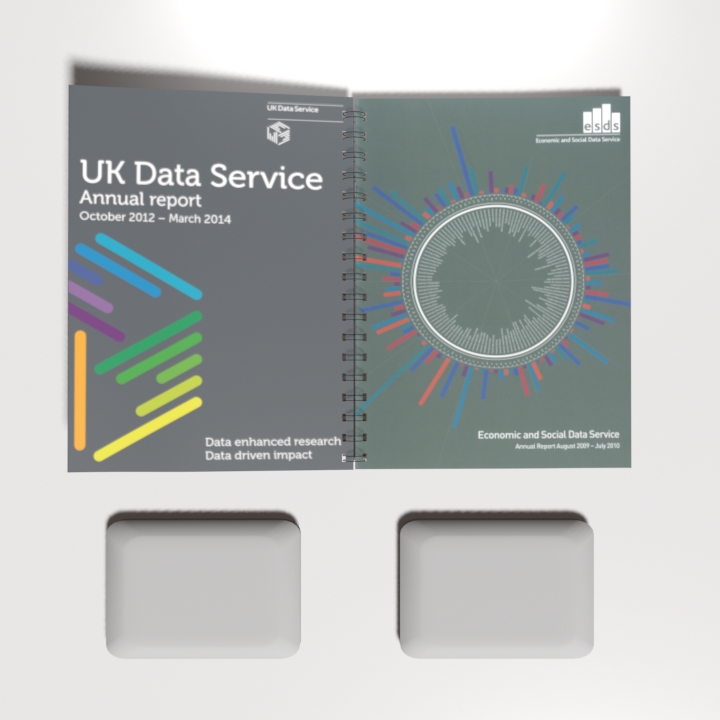 UK Data Service
UK Data Service
Annual report
October 2012 – March 2014
Data enhanced research
Data driven impact
esds
Economic and Social Data Service
Economic and Social Data Service
Annual Report August 2009 – July 2010